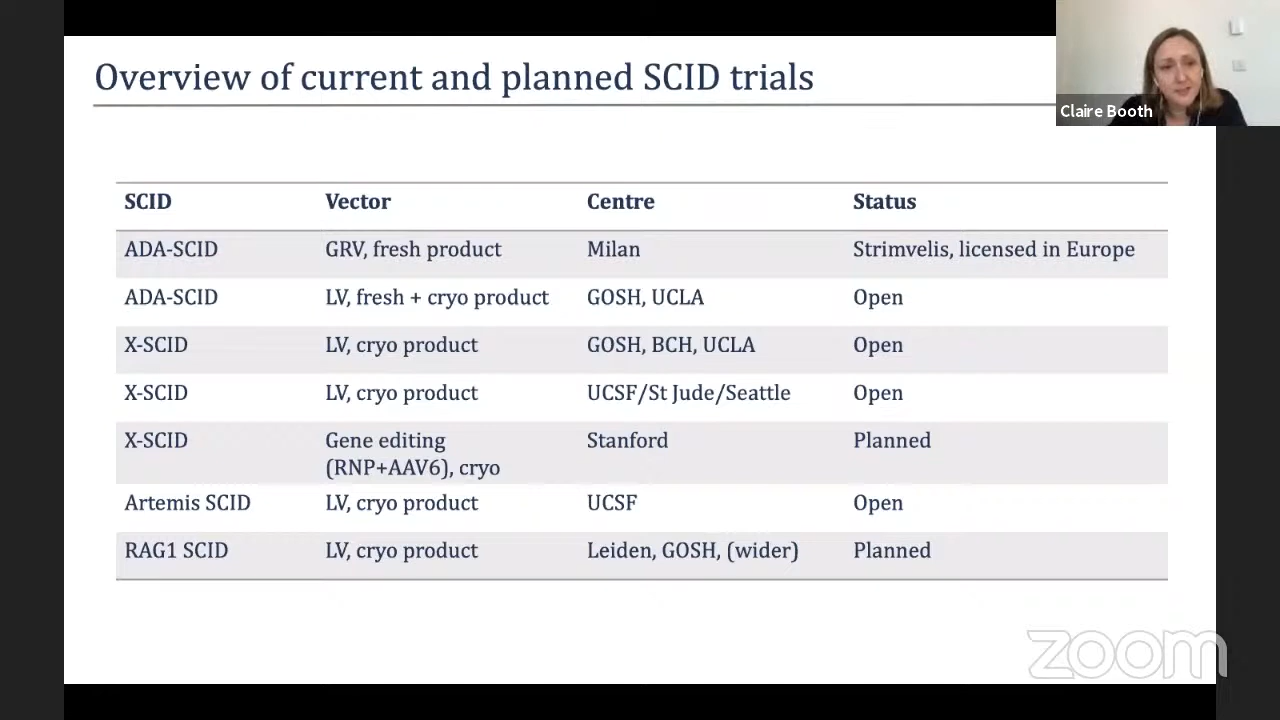 Overview of current and planned SCID trials
Claire Booth
SCID Vector Centre Status
ADA-SCID GRV, fresh product Milan Strimvelis, licensed in Europe
ADA-SCID LV, fresh + cryo product GOSH, UCLA Open
X-SCID LV, cryo product GOSH, BCH, UCLA Open
X-SCID LV, cryo product UCSF/St Jude/Seattle Open
X-SCID Gene editing Stanford Planned
(RNP+AAV6), cryo
Artemis SCID LV, cryo product UCSF Open
RAG1 SCID LV, cryo product Leiden, GOSH, (wider) Planned
zoom